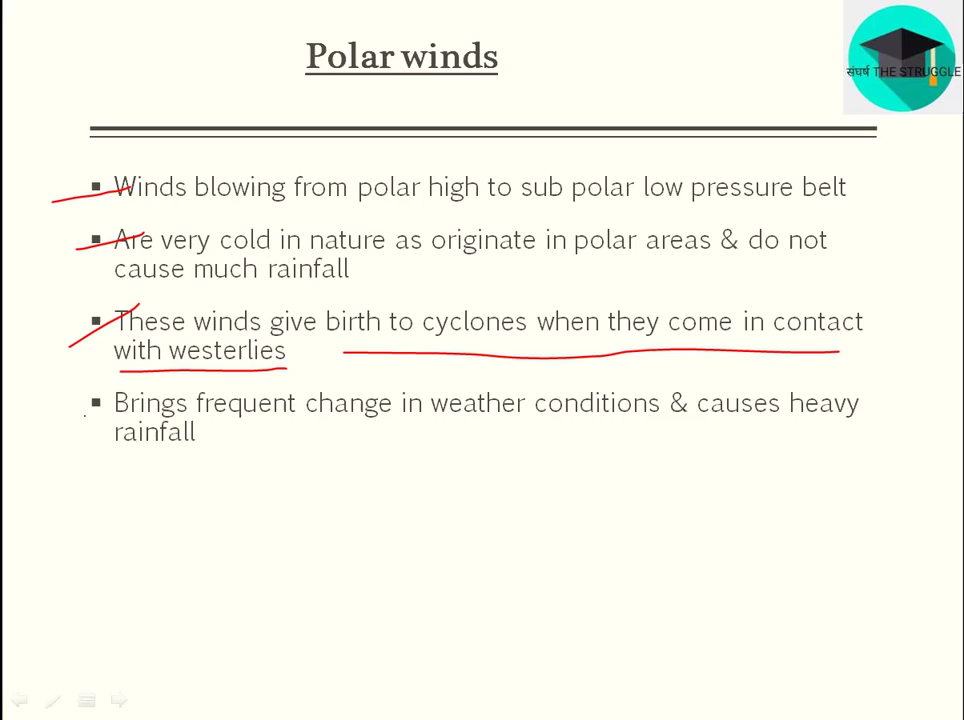 Polar winds
संघर्ष THE STRUGGLE
▪ Winds blowing from polar high to sub polar low pressure belt
▪ Are very cold in nature as originate in polar areas & do not
cause much rainfall
▪ These winds give birth to cyclones when they come in contact
with westerlies
▪ Brings frequent change in weather conditions & causes heavy
rainfall